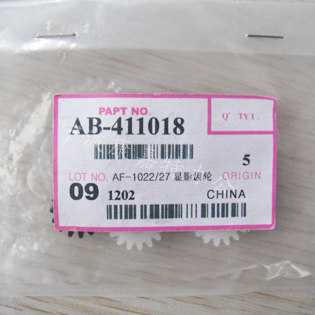 PAPT NO.
Q' TY1.
AB-411018
5
LOT NO. AF-1022/27 显影齿轮 ORIGIN
09 1202 CHINA